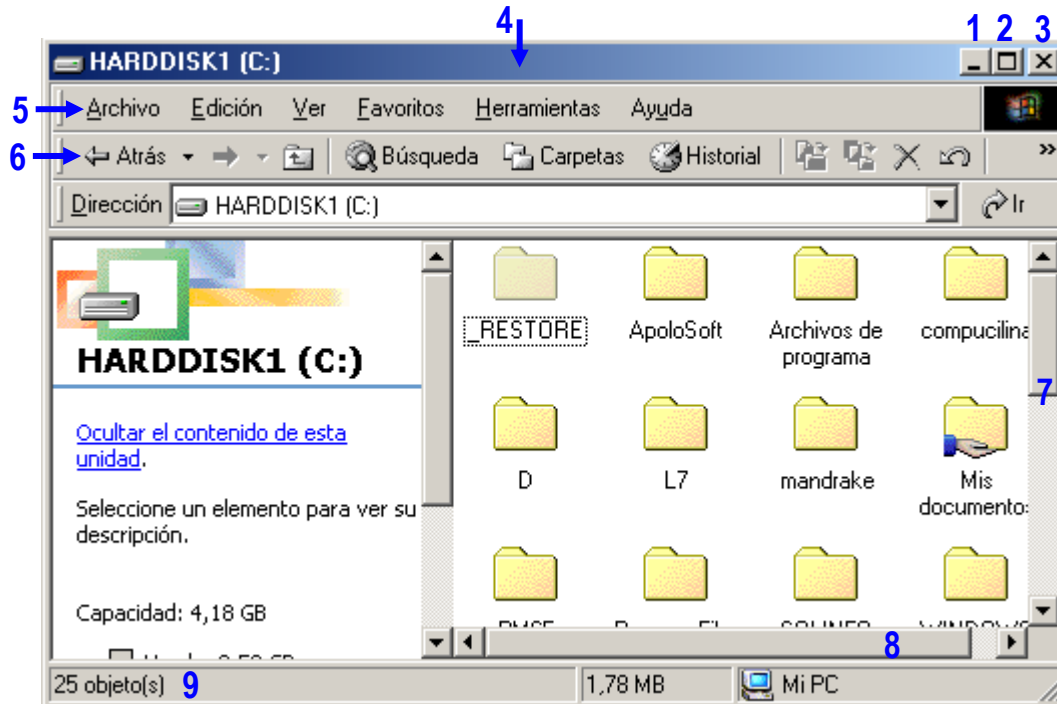 4
1 2 3
HARDDISK1 (C:)
5
Archivo Edición Ver Favoritos Herramientas Ayuda
6
Atrás Búsqueda Carpetas Historial »
Dirección HARDDISK1 (C:) Ir
HARDDISK1 (C:)
Ocultar el contenido de esta
unidad.
Seleccione un elemento para ver su
descripción.
Capacidad: 4,18 GB
_RESTORE ApoloSoft Archivos de
programa
compucilina
7
D L7 mandrake Mis
documentos
8
25 objeto(s) 9 1,78 MB Mi PC